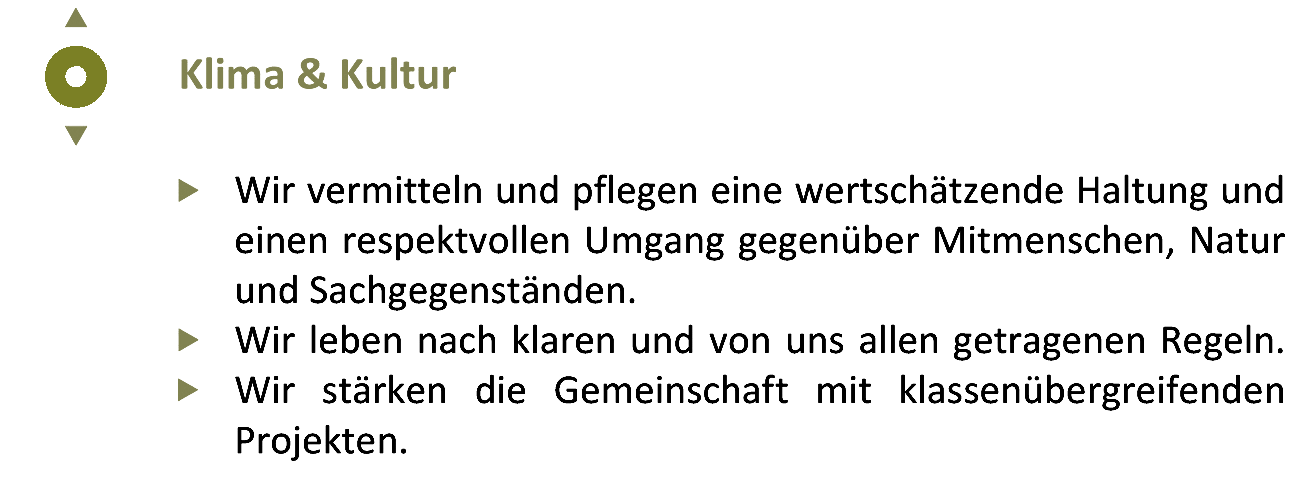 Klima & Kultur
Wir vermitteln und pflegen eine wertschätzende Haltung und
einen respektvollen Umgang gegenüber Mitmenschen, Natur
und Sachgegenständen.
Wir leben nach klaren und von uns allen getragenen Regeln.
Wir stärken die Gemeinschaft mit klassenübergreifenden
Projekten.